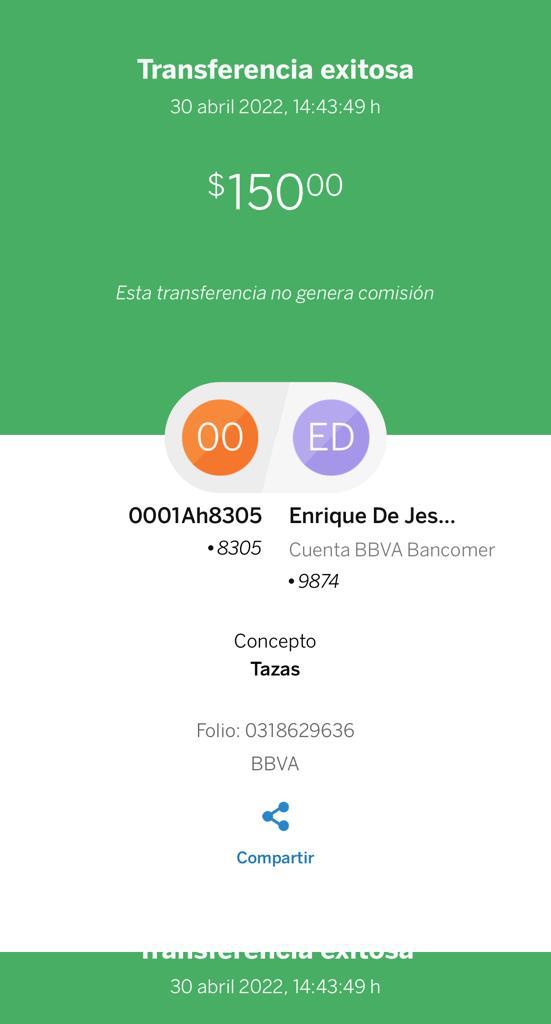 Transferencia exitosa
30 abril 2022, 14:43:49 h
$15000
Esta transferencia no genera comisión
00 ED
0001Ah8305 Enrique De Jes...
•8305 Cuenta BBVA Bancomer
•9874
Concepto
Tazas
Folio: 0318629636
BBVA
Compartir
Transferencia exitosa
30 abril 2022, 14:43:49 h